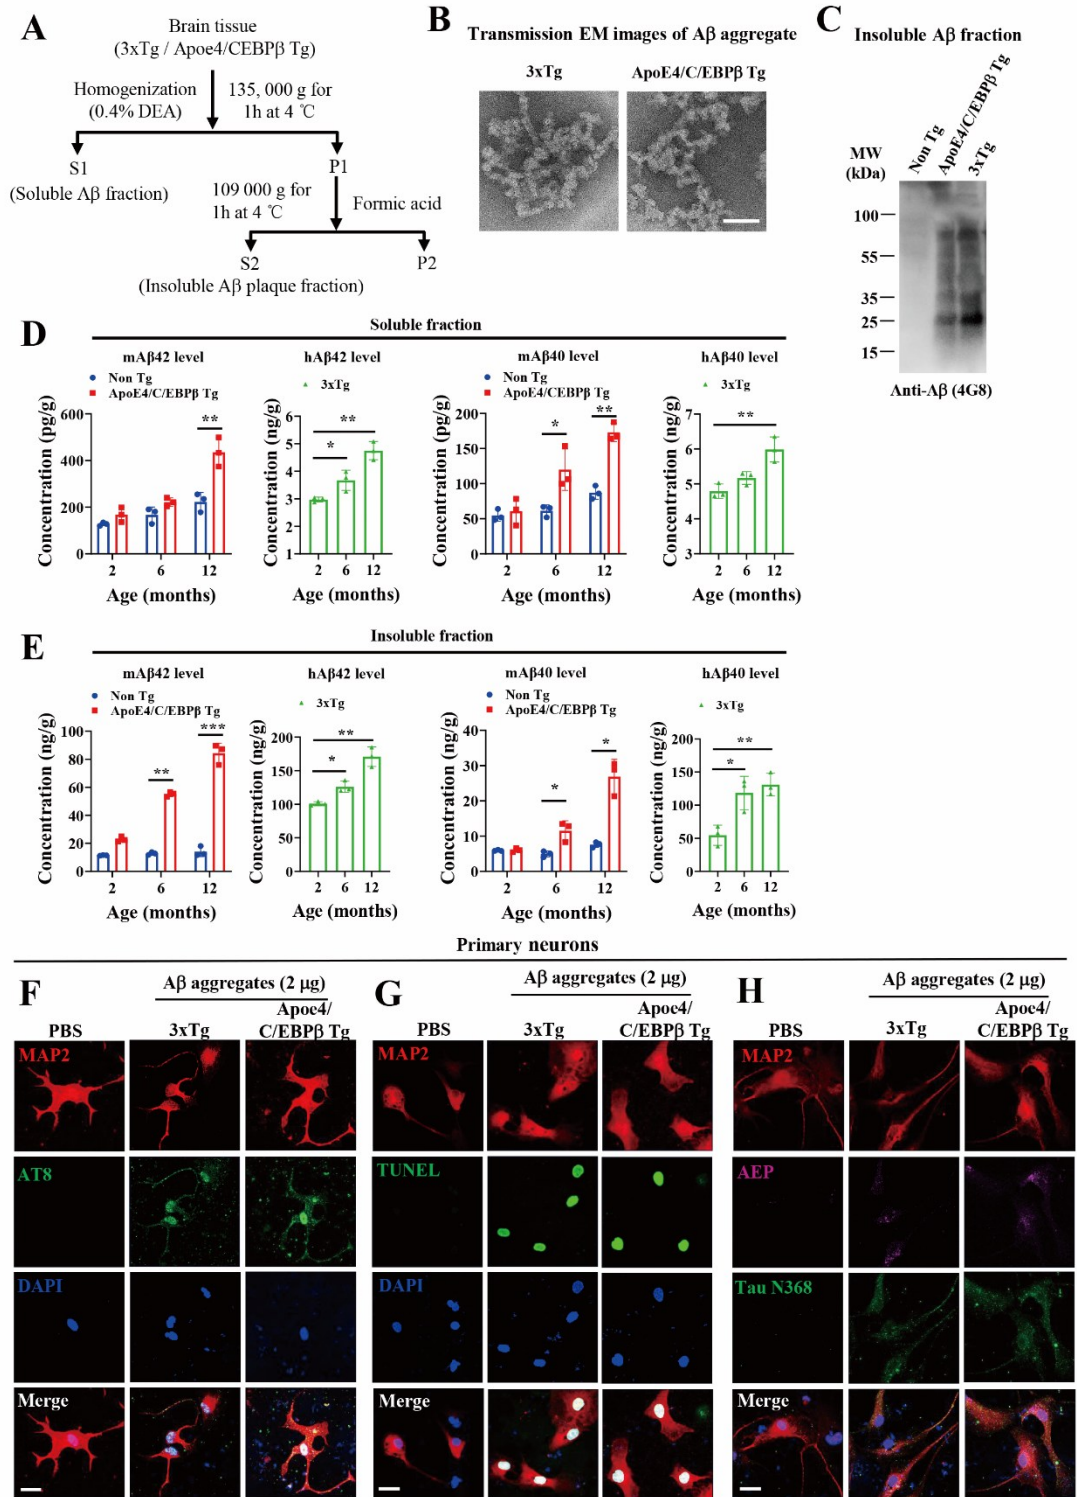 A
Brain tissue
(3xTg / Apoe4/CEBPβ Tg)
Homogenization
(0.4% DEA)
135, 000 g for
1h at 4 ℃
S1
(Soluble Aβ fraction)
P1
109 000 g for
1h at 4 ℃
Formic acid
S2
P2
(Insoluble Aβ plaque fraction)
B
Transmission EM images of Aβ aggregate
3xTg
ApoE4/C/EBPβ Tg
C
Insoluble Aβ fraction
Non Tg
ApoE4/C/EBPβ Tg
3xTg
MW
(kDa)
100
55
35
25
15
Anti-Aβ (4G8)
D
Soluble fraction
mAβ42 level
Non Tg
ApoE4/C/EBPβ Tg
Concentration (pg/g)
600
400
200
0
**
2 6 12
Age (months)
hAβ42 level
3xTg
Concentration (ng/g)
6
5
4
3
2
1
**
*
2 6 12
Age (months)
mAβ40 level
Non Tg
ApoE4/CEBPβ Tg
Concentration (pg/g)
200
150
100
50
0
*
**
2 6 12
Age (months)
hAβ40 level
3xTg
Concentration (ng/g)
7
6
5
4
3
**
2 6 12
Age (months)
E
Insoluble fraction
mAβ42 level
Non Tg
ApoE4/C/EBPβ Tg
Concentration (ng/g)
100
80
60
40
20
0
**
***
2 6 12
Age (months)
hAβ42 level
3xTg
Concentration (ng/g)
200
150
100
50
0
**
*
2 6 12
Age (months)
mAβ40 level
Non Tg
ApoE4/C/EBPβ Tg
Concentration (ng/g)
40
30
20
10
0
*
*
2 6 12
Age (months)
hAβ40 level
3xTg
Concentration (ng/g)
200
150
100
50
0
**
*
2 6 12
Age (months)
Primary neurons
F
Aβ aggregates (2 μg)
PBS
3xTg
Apoe4/
C/EBPβ Tg
MAP2
AT8
DAPI
Merge
G
Aβ aggregates (2 μg)
PBS
3xTg
Apoe4/
C/EBPβ Tg
MAP2
TUNEL
DAPI
Merge
H
Aβ aggregates (2 μg)
PBS
3xTg
Apoe4/
C/EBPβ Tg
MAP2
AEP
Tau N368
Merge